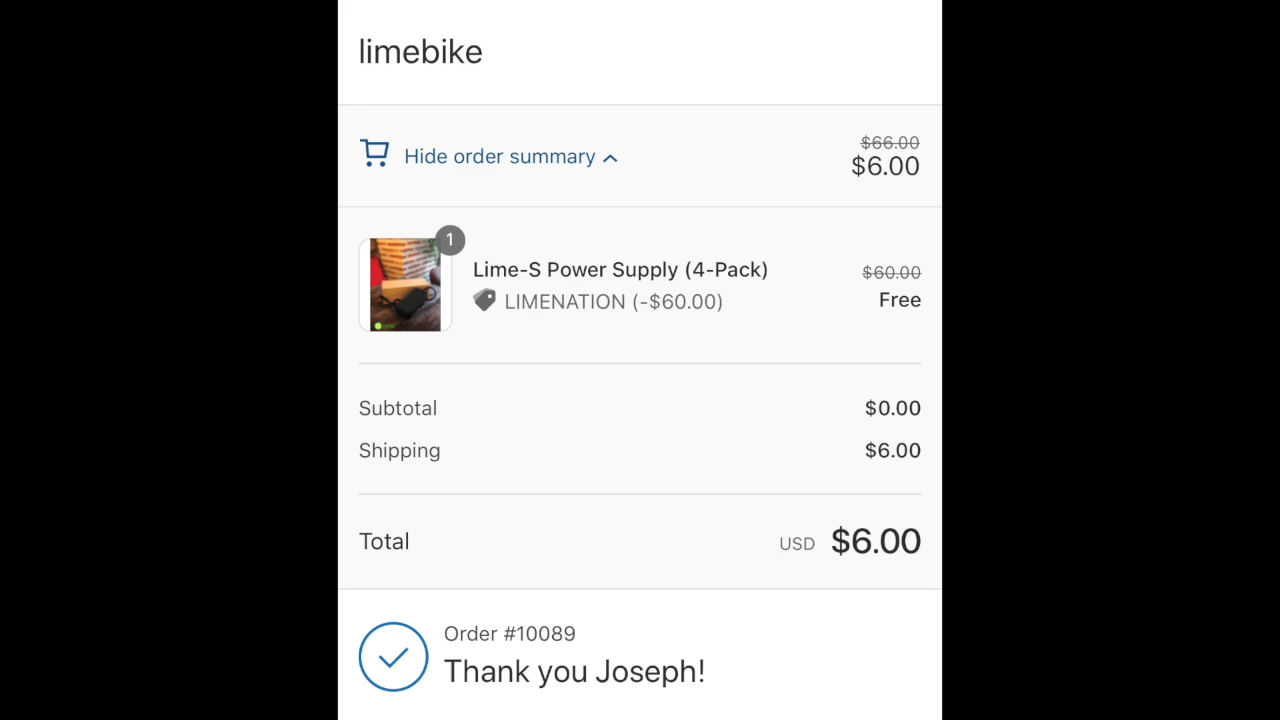 limebike
Hide order summary
$66.00
$6.00
1
Lime-S Power Supply (4-Pack)
$60.00
LIMENATION (-$60.00)
Free
Subtotal
$0.00
Shipping
$6.00
Total
USD $6.00
Order #10089
Thank you Joseph!